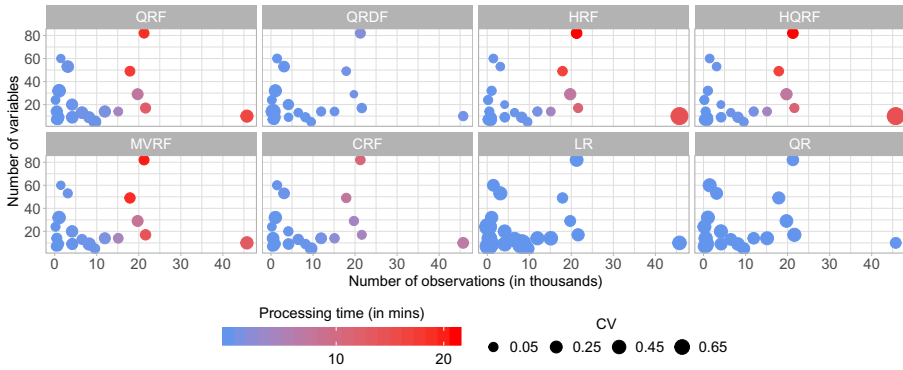 QRF QRDF HRF HQRF
80
60
40
20
MVRF CRF LR QR
80
60
40
20
Number of variables
0 10 20 30 40 0 10 20 30 40 0 10 20 30 40 0 10 20 30 40
Number of observations (in thousands)
Processing time (in mins)
10 20
CV
0.05 0.25 0.45 0.65